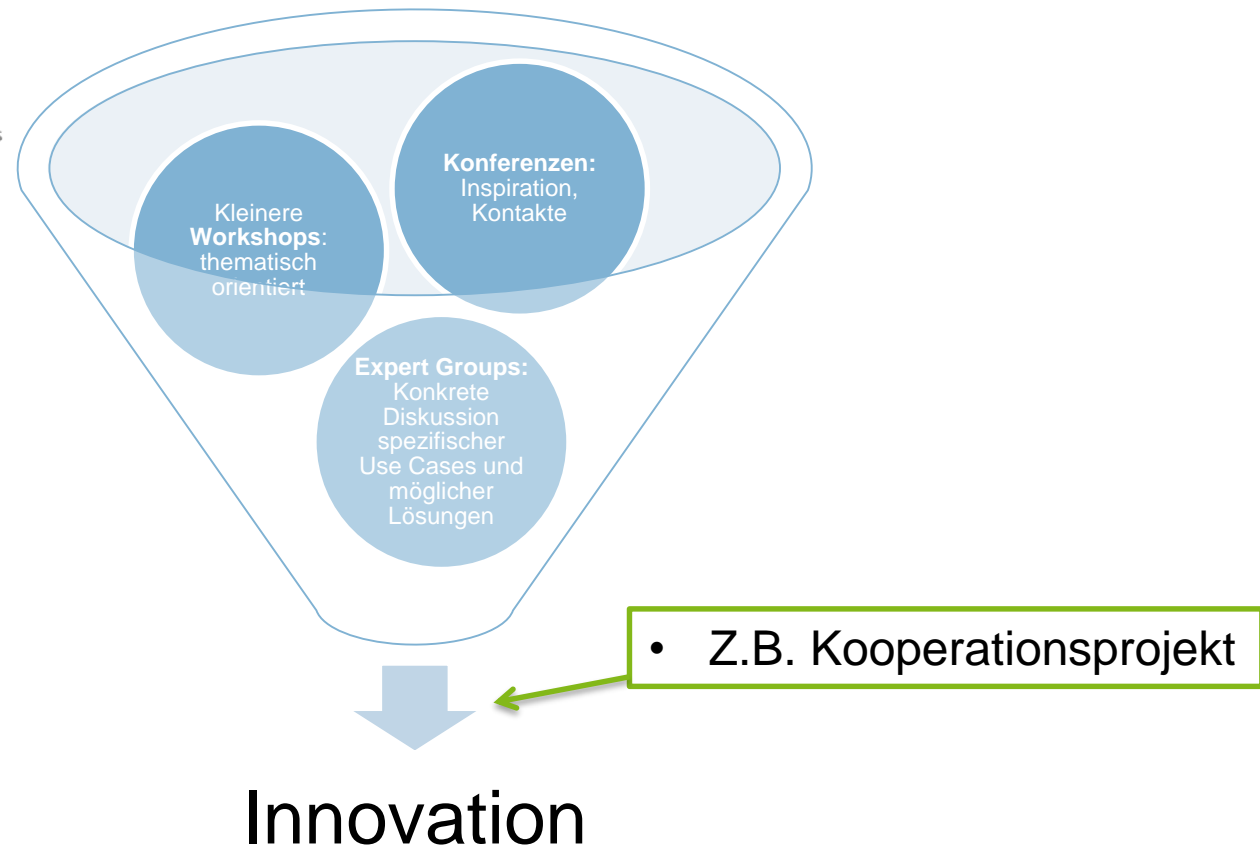 Konferenzen:
Inspiration,
Kontakte
Kleinere
Workshops:
thematisch
orientiert
Expert Groups:
Konkrete
Diskussion
spezifischer
Use Cases und
möglicher
Lösungen
• Z.B. Kooperationsprojekt
Innovation